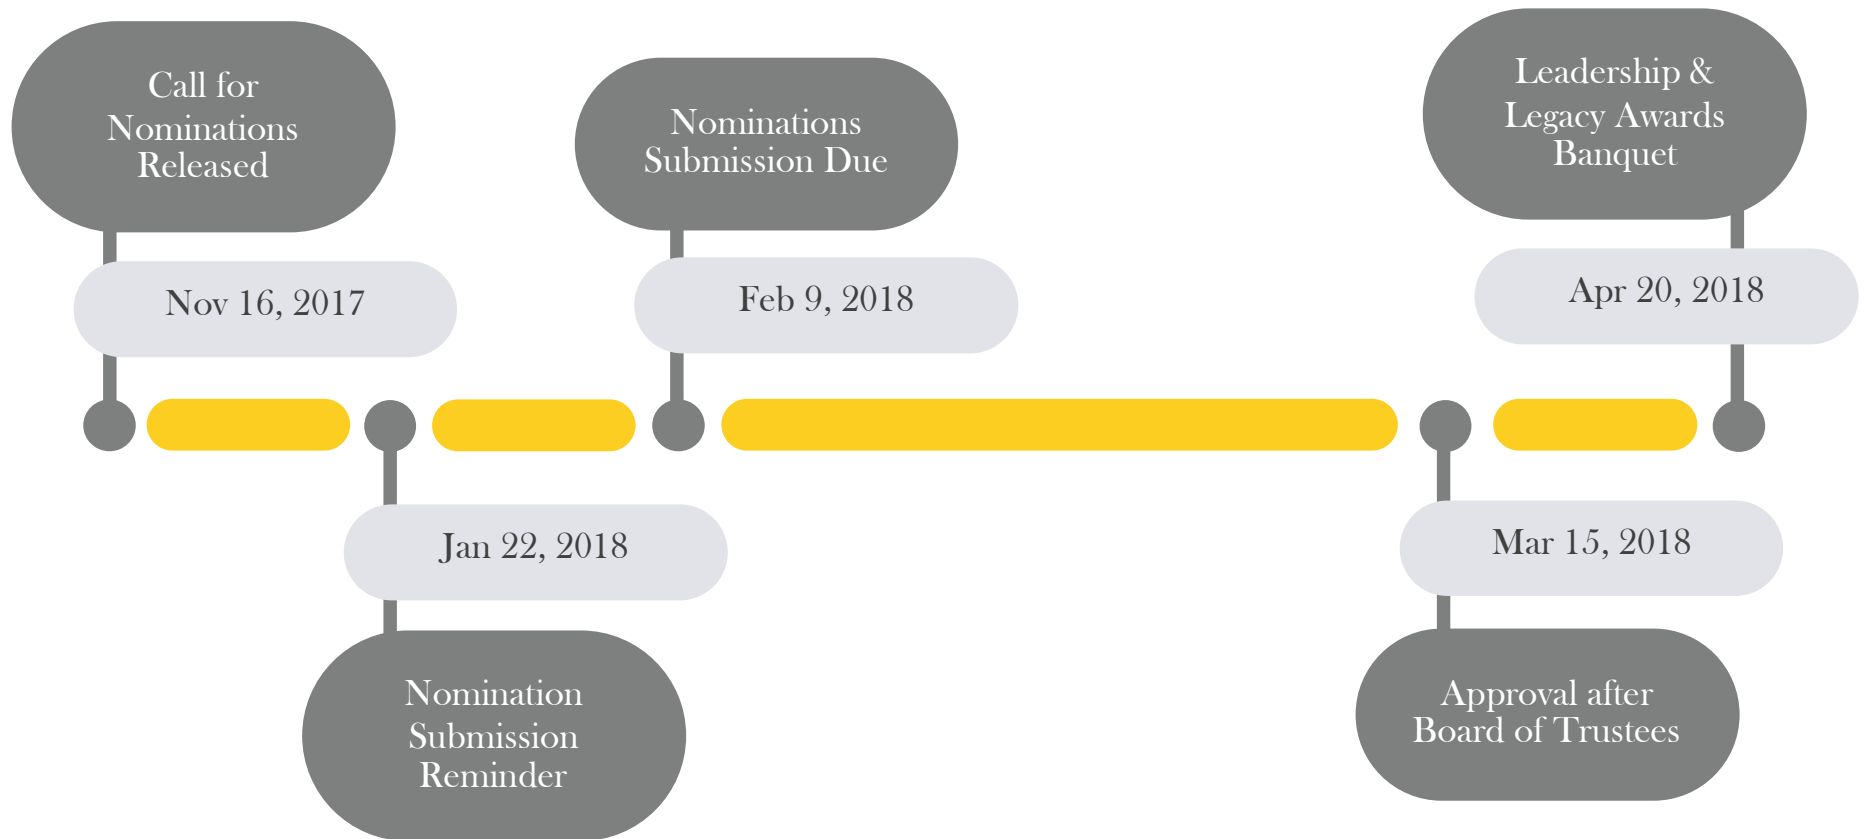 Call for
Nominations
Released
Nov 16, 2017
Jan 22, 2018
Nomination
Submission
Reminder
Nominations
Submission Due
Feb 9, 2018
Mar 15, 2018
Approval after
Board of Trustees
Leadership &
Legacy Awards
Banquet
Apr 20, 2018